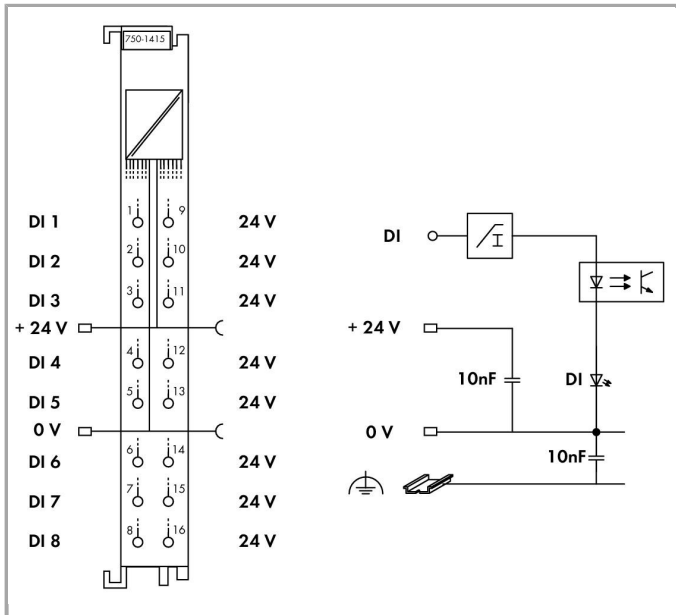 750-1415
DI 1 1 9 24 V
DI 2 2 10 24 V
DI 3 3 11 24 V
+ 24 V
DI 4 4 12 24 V
DI 5 5 13 24 V
0 V
DI 6 6 14 24 V
DI 7 7 15 24 V
DI 8 8 16 24 V
DI I
+ 24 V
10nF DI
0 V
10nF